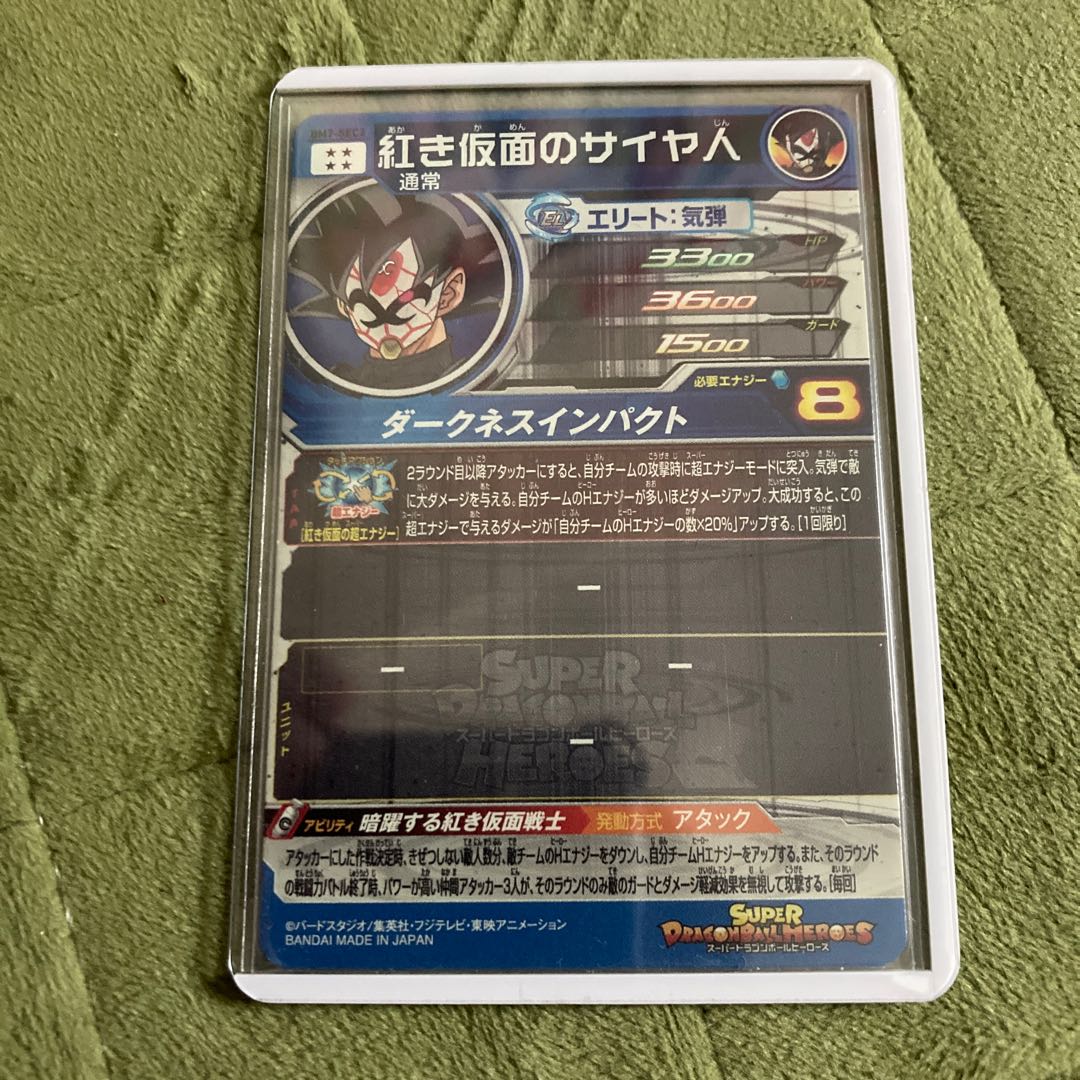 BM7-SEC2
紅き仮面のサイヤ人
通常
エリート:気弾
HP
3300
パワー
3600
ガード
1500
必要エナジー
8
ダークネスインパクト
超エナジー
[紅き仮面の超エナジー]
2ラウンド目以降アタッカーにすると、自分チームの攻撃時に超エナジーモードに突入。気弾で敵
に大ダメージを与える。自分チームのHエナジーが多いほどダメージアップ。大成功すると、この
超エナジーで与えるダメージが「自分チームのHエナジーの数×20%」アップする。[1回限り]
ー
ユニット
ー
ー
ー
SUPER
DRAGONBALL
スーパードラゴンボールヒーローズ
HEROES
アビリティ 暗躍する紅き仮面戦士 発動方式 アタック
アタッカーにした作戦決定時、きぜつしない敵人数分、敵チームのHエナジーをダウンし、自分チームHエナジーをアップする。また、そのラウンド
の戦闘力バトル終了時、パワーが高い仲間アタッカー3人が、そのラウンドのみ敵のガードとダメージ軽減効果を無視して攻撃する。[毎回]
©バードスタジオ/集英社・フジテレビ・東映アニメーション
BANDAI MADE IN JAPAN
SUPER
DRAGONBALL HEROES
スーパードラゴンボールヒーローズ